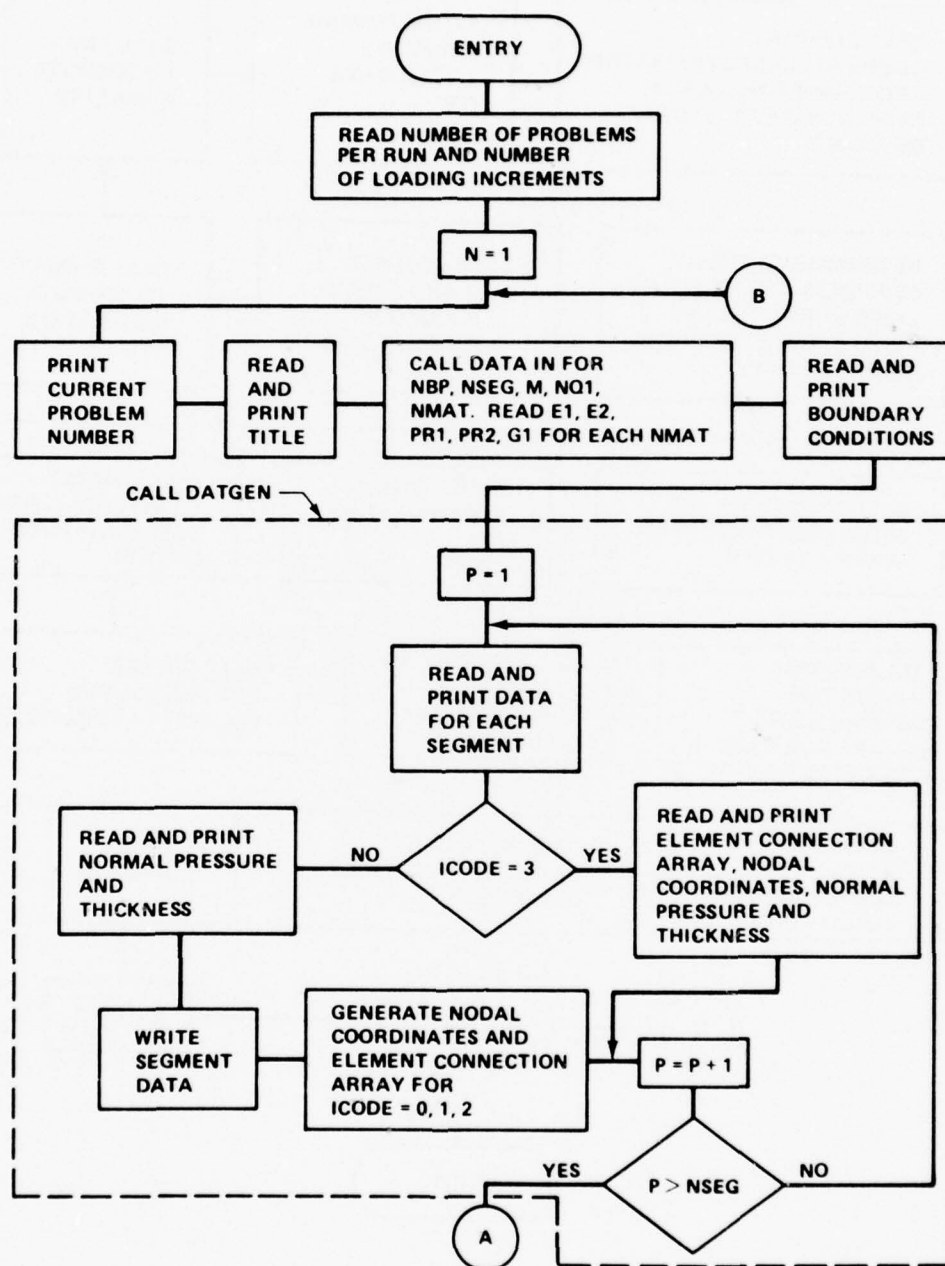 ENTRY
READ NUMBER OF PROBLEMS
PER RUN AND NUMBER
OF LOADING INCREMENTS
N = 1
B
PRINT
CURRENT
PROBLEM
NUMBER
READ
AND
PRINT
TITLE
CALL DATA IN FOR
NBP, NSEG, M, NQ1,
NMAT. READ E1, E2,
PR1, PR2, G1 FOR EACH NMAT
READ AND
PRINT
BOUNDARY
CONDITIONS
CALL DATGEN
P = 1
READ AND
PRINT DATA
FOR EACH
SEGMENT
ICODE = 3
NO
YES
READ AND PRINT
NORMAL PRESSURE
AND
THICKNESS
READ AND PRINT
ELEMENT CONNECTION
ARRAY, NODAL
COORDINATES, NORMAL
PRESSURE AND
THICKNESS
WRITE
SEGMENT
DATA
GENERATE NODAL
COORDINATES AND
ELEMENT CONNECTION
ARRAY FOR
ICODE = 0, 1, 2
P = P + 1
YES
P > NSEG
NO
A